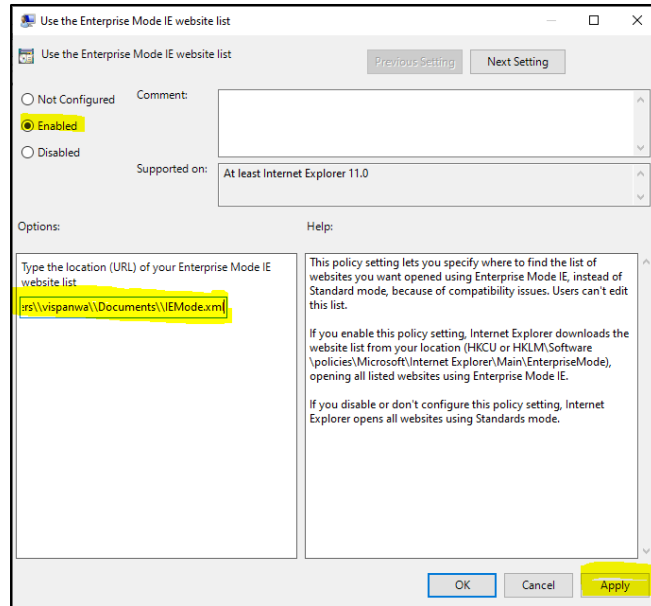 Use the Enterprise Mode IE website list
Use the Enterprise Mode IE website list
Previous Setting
Next Setting
Not Configured
Comment:
Enabled
Disabled
Supported on:
At least Internet Explorer 11.0
Options:
Help:
Type the location (URL) of your Enterprise Mode IE
website list
ers\\vispanwa\\Documents\\IEMode.xml
This policy setting lets you specify where to find the list of
websites you want opened using Enterprise Mode IE, instead of
Standard mode, because of compatibility issues. Users can't edit
this list.
If you enable this policy setting, Internet Explorer downloads the
website list from your location (HKCU or HKLM\Software
\policies\Microsoft\Internet Explorer\Main\EnterpriseMode),
opening all listed websites using Enterprise Mode IE.
If you disable or don't configure this policy setting, Internet
Explorer opens all websites using Standards mode.
OK
Cancel
Apply